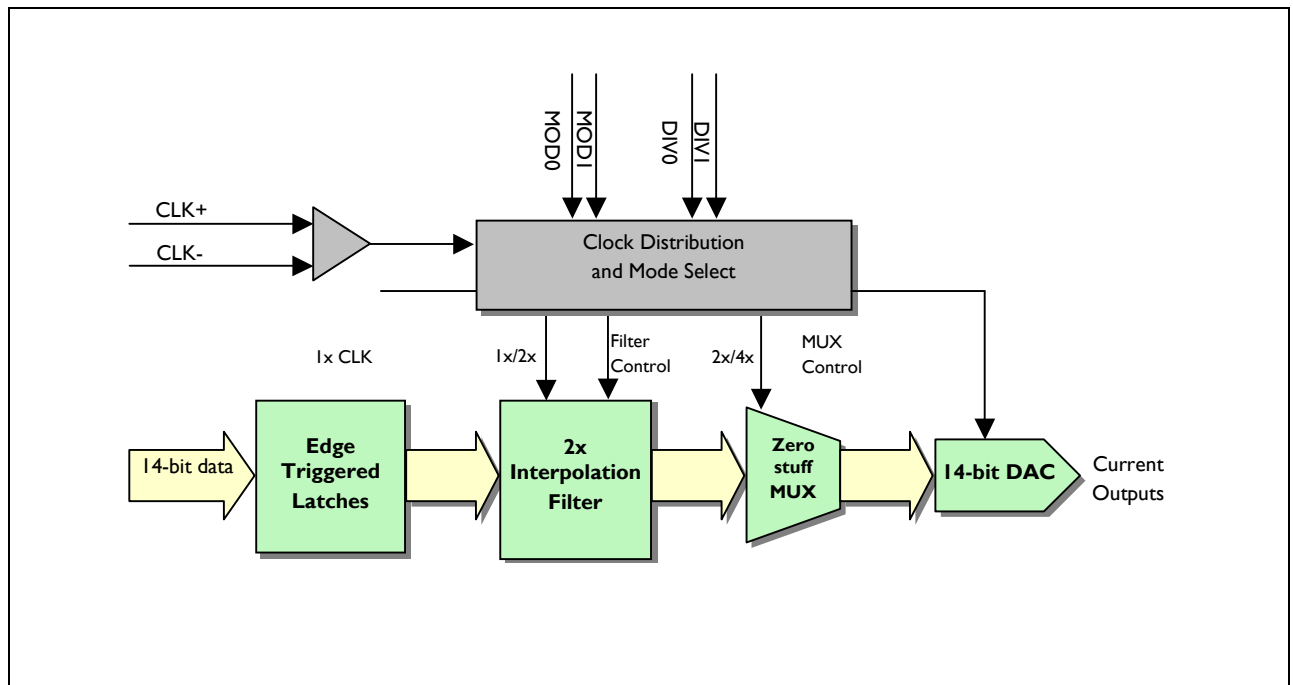 MOD0
MOD1
DIV0
DIV1
CLK+
CLK-
Clock Distribution
and Mode Select
1x CLK
1x/2x
Filter
Control
2x/4x
MUX
Control
14-bit data
Edge
Triggered
Latches
2x
Interpolation
Filter
Zero
stuff
MUX
14-bit DAC
Current
Outputs